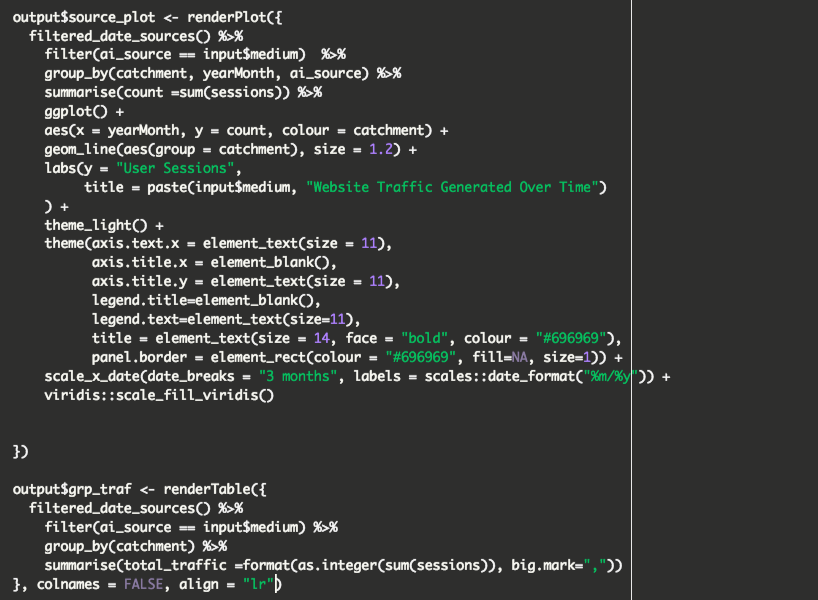 output$source_plot <- renderPlot({
  filtered_date_sources() %>%
    filter(ai_source == input$medium)  %>%
    group_by(catchment, yearMonth, ai_source) %>%
    summarise(count =sum(sessions)) %>%
    ggplot() +
    aes(x = yearMonth, y = count, colour = catchment) +
    geom_line(aes(group = catchment), size = 1.2) +
    labs(y = "User Sessions",
         title = paste(input$medium, "Website Traffic Generated Over Time")
    ) +
    theme_light() +
    theme(axis.text.x = element_text(size = 11),
          axis.title.x = element_blank(),
          axis.title.y = element_text(size = 11),
          legend.title=element_blank(),
          legend.text=element_text(size=11),
          title = element_text(size = 14, face = "bold", colour = "#696969"),
          panel.border = element_rect(colour = "#696969", fill=NA, size=1)) +
    scale_x_date(date_breaks = "3 months", labels = scales::date_format("%m/%y")) +
    viridis::scale_fill_viridis()
})
output$grp_traf <- renderTable({
  filtered_date_sources() %>%
    filter(ai_source == input$medium) %>%
    group_by(catchment) %>%
    summarise(total_traffic =format(as.integer(sum(sessions)), big.mark=","))
}, colnames = FALSE, align = "lr")